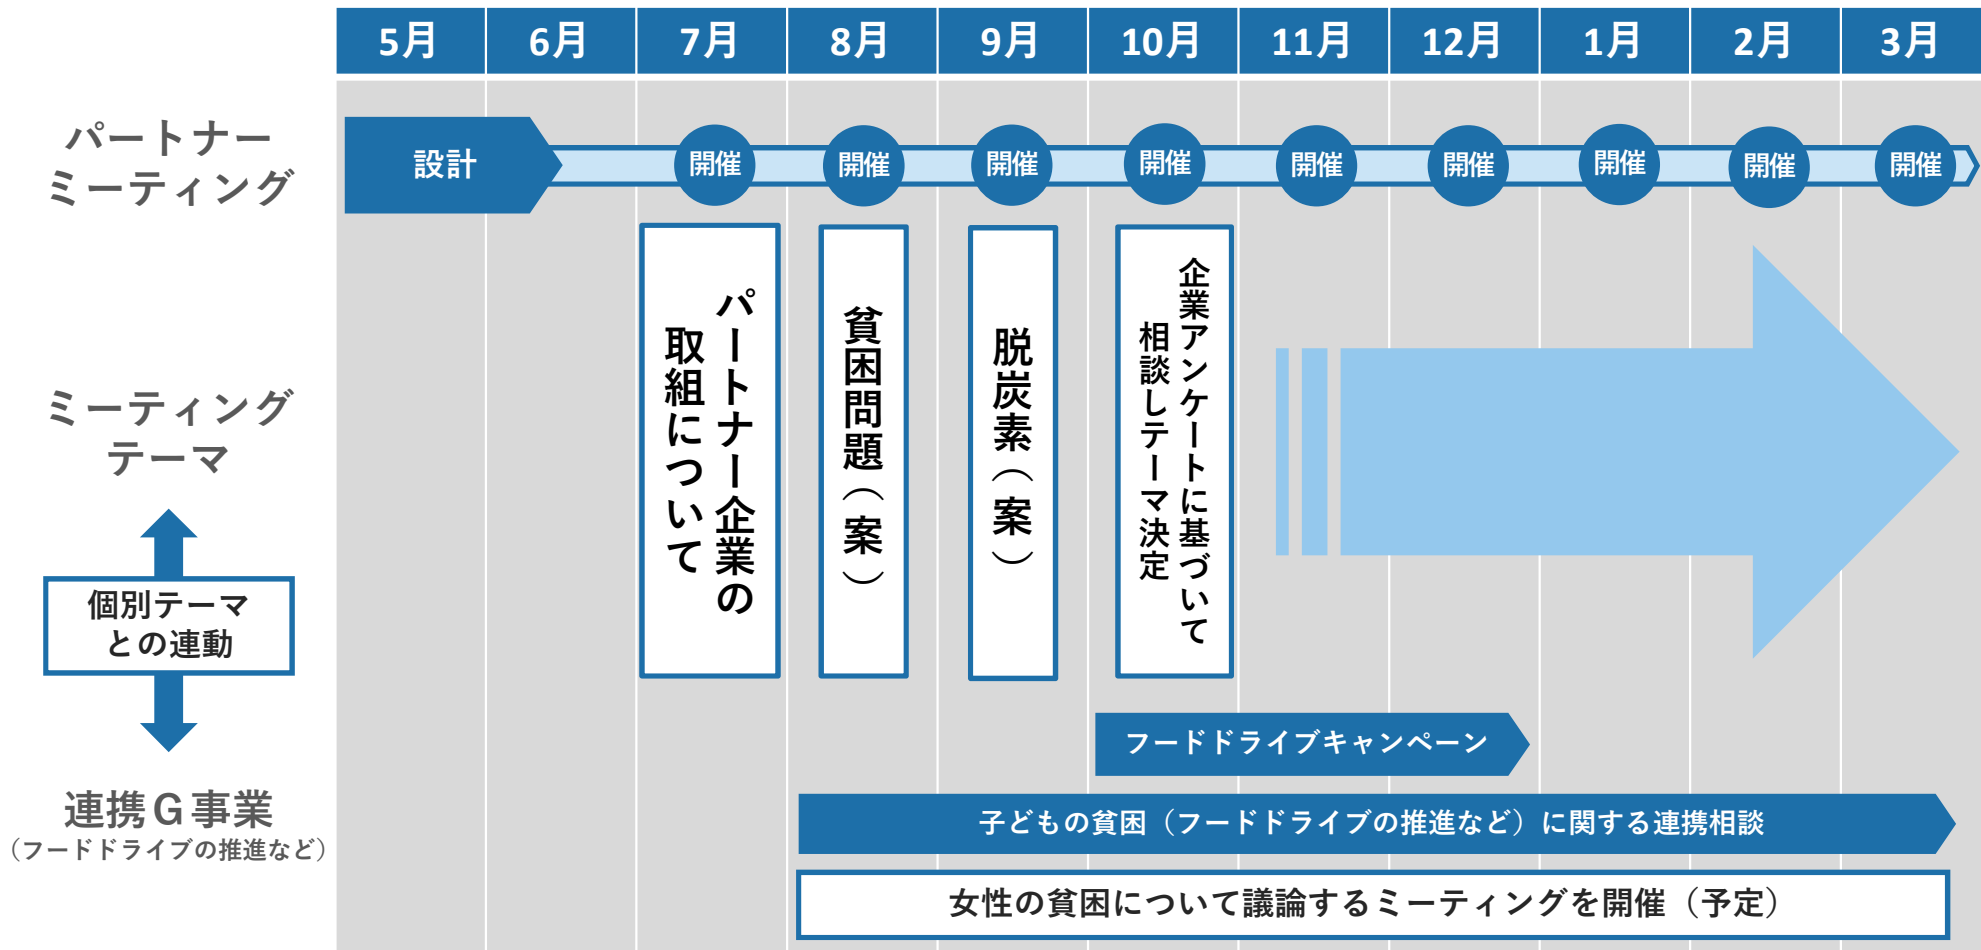 5月
6月
7月
8月
9月
10月
11月
12月
1月
2月
3月
パートナー
ミーティング
設計
開催
開催
開催
開催
開催
開催
開催
開催
開催
ミーティング
テーマ
パートナー企業の
取組について
貧困問題（案）
脱炭素（案）
企業アンケートに基づいて
相談しテーマ決定
個別テーマ
との連動
連携Ｇ事業
（フードドライブの推進など）
フードドライブキャンペーン
子どもの貧困（フードドライブの推進など）に関する連携相談
女性の貧困について議論するミーティングを開催（予定）